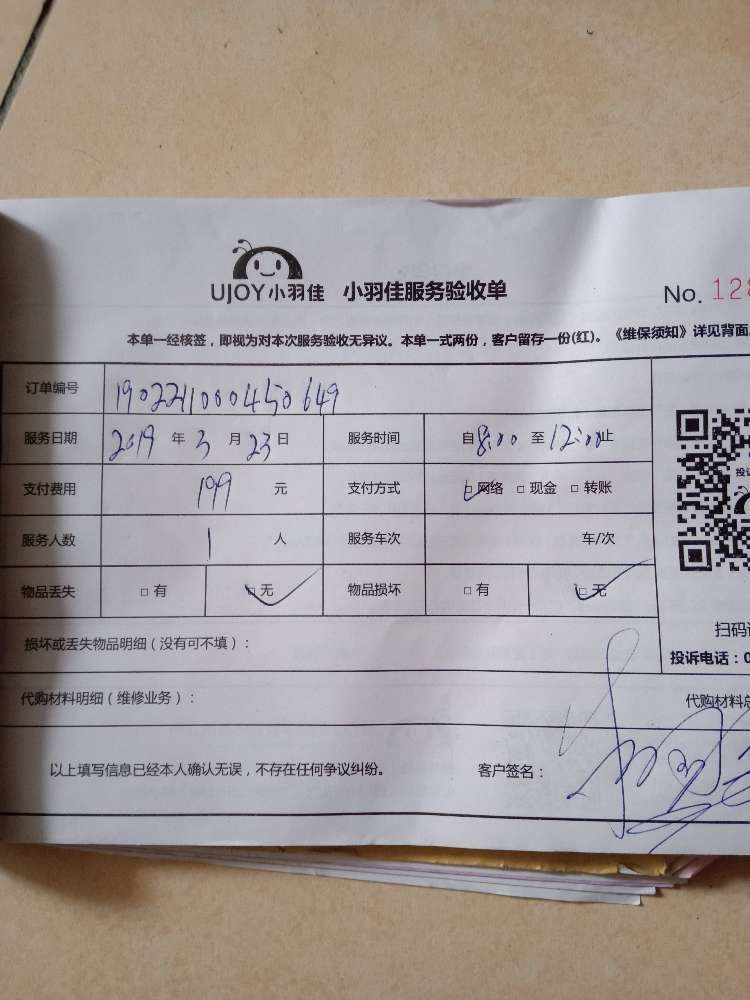 UJOY小羽佳 小羽佳服务验收单
No. 128
本单一经核签，即视为对本次服务验收无异议。本单一式两份，客户留存一份(红)。《维保须知》详见背面
订单编号 1902211000450649
服务日期 2019 年 3 月 23 日 服务时间 自 8:00 至 12:00 止
支付费用 199 元 支付方式 □网络 □现金 □转账
服务人数 1 人 服务车次 车/次
物品丢失 □有 □无 物品损坏 □有 □无
损坏或丢失物品明细（没有可不填）：
扫码
投诉电话：0
代购材料明细（维修业务）： 代购材料总
以上填写信息已经本人确认无误，不存在任何争议纠纷。 客户签名：